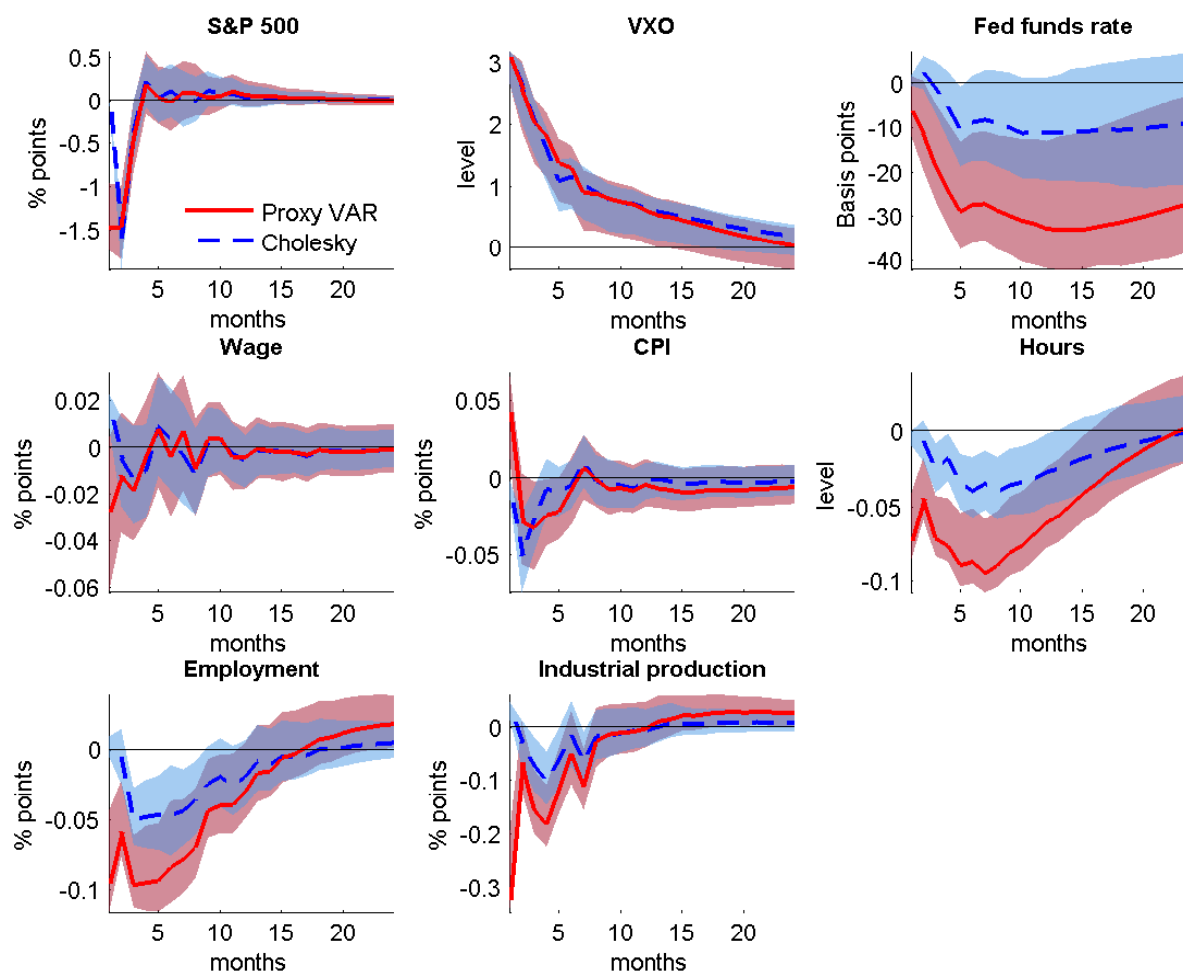 S&P 500
VXO
Fed funds rate
% points
0.5
0
-0.5
-1
-1.5
Proxy VAR
Cholesky
5
10
15
20
months
level
3
2
1
0
5
10
15
20
months
Basis points
0
-10
-20
-30
-40
5
10
15
20
months
Wage
CPI
Hours
% points
0.02
0
-0.02
-0.04
-0.06
5
10
15
20
months
% points
0.05
0
-0.05
5
10
15
20
months
level
0
-0.05
-0.1
5
10
15
20
months
Employment
Industrial production
% points
0
-0.05
-0.1
5
10
15
20
months
% points
0
-0.1
-0.2
-0.3
5
10
15
20
months